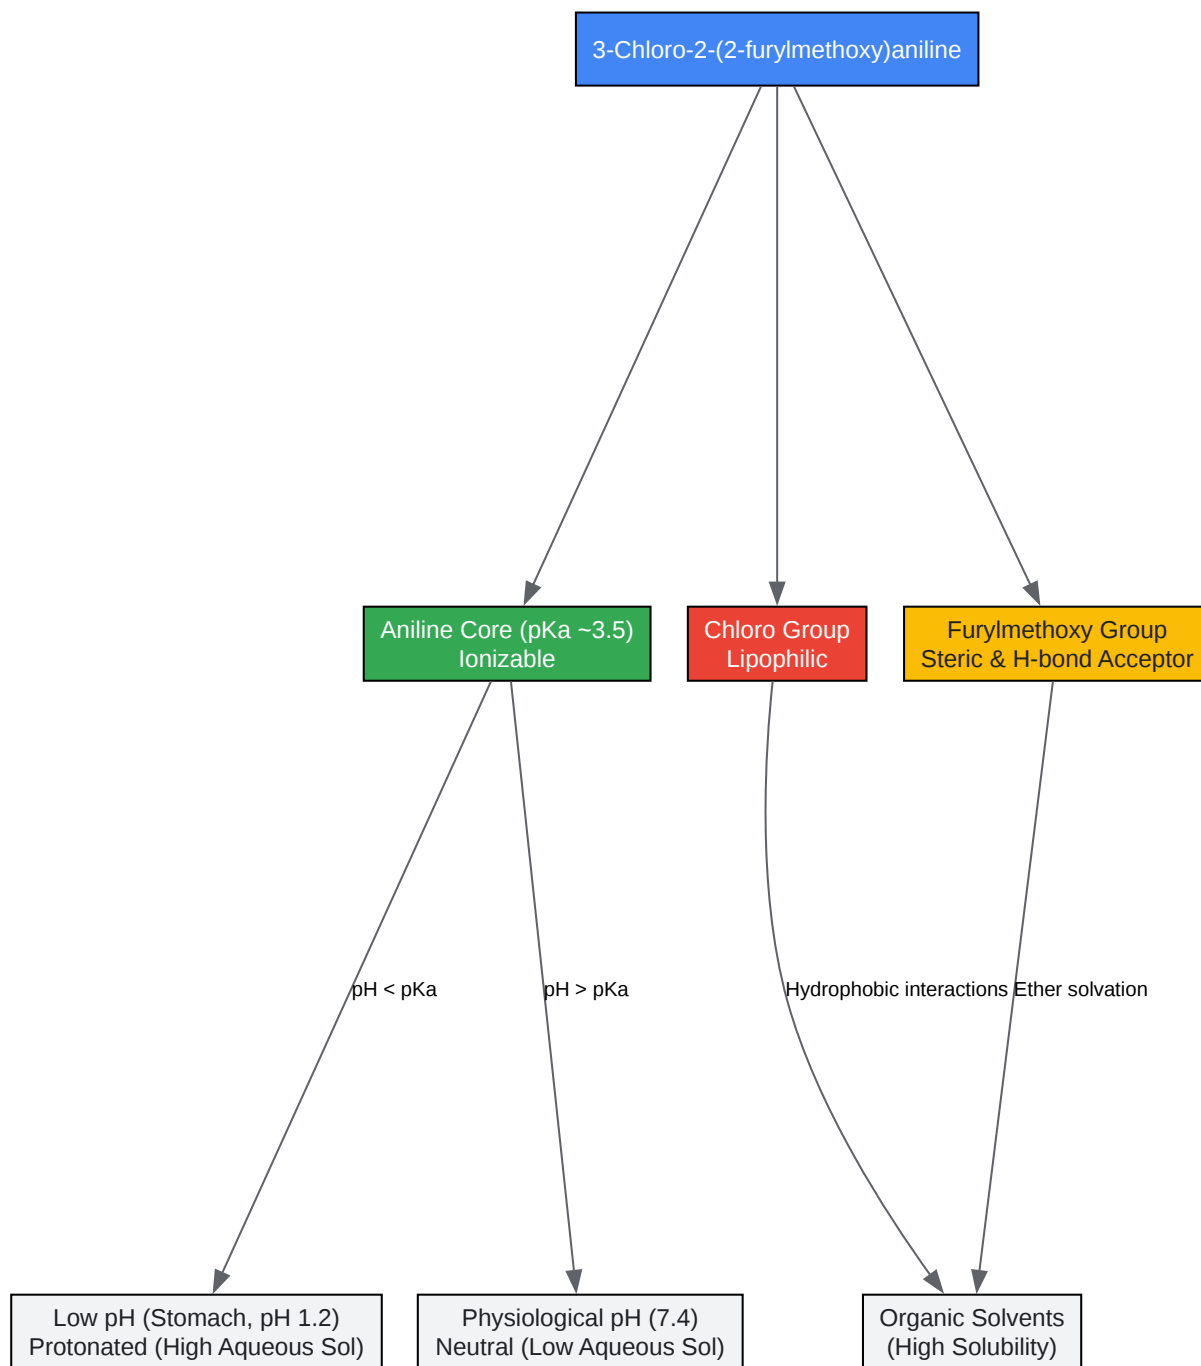 3-Chloro-2-(2-furylmethoxy)aniline
Aniline Core (pKa ~3.5)
Ionizable
Chloro Group
Lipophilic
Furylmethoxy Group
Steric & H-bond Acceptor
pH < pKa
pH > pKa
Hydrophobic interactions
Ether solvation
Low pH (Stomach, pH 1.2)
Protonated (High Aqueous Sol)
Physiological pH (7.4)
Neutral (Low Aqueous Sol)
Organic Solvents
(High Solubility)